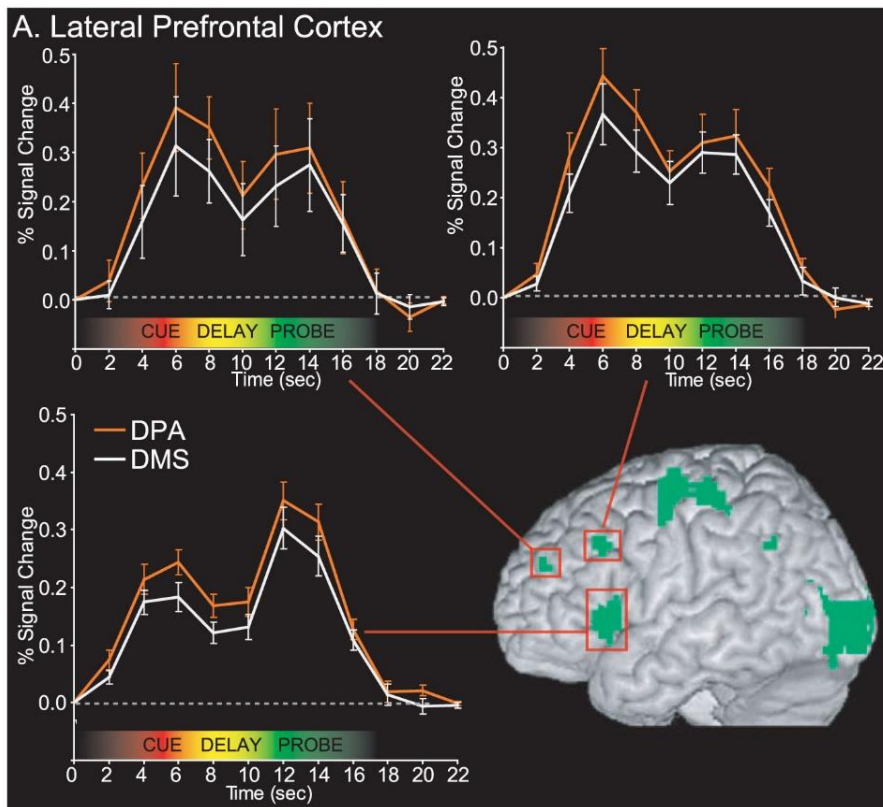 A. Lateral Prefrontal Cortex
0.5
0.4
0.3
0.2
0.1
0.0
% Signal Change
CUE DELAY PROBE
0 2 4 6 8 10 12 14 16 18 20 22
Time (sec)
0.5
0.4
0.3
0.2
0.1
0.0
% Signal Change
CUE DELAY PROBE
0 2 4 6 8 10 12 14 16 18 20 22
Time (sec)
0.5
0.4
0.3
0.2
0.1
0.0
% Signal Change
DPA
DMS
CUE DELAY PROBE
0 2 4 6 8 10 12 14 16 18 20 22
Time (sec)